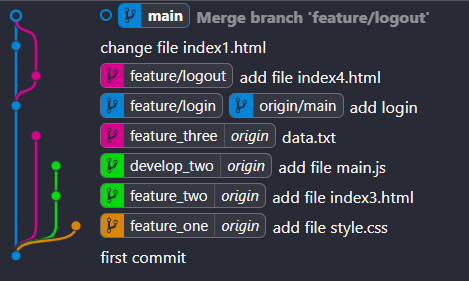 main Merge branch 'feature/logout'
change file index1.html
feature/logout add file index4.html
feature/login origin/main add login
feature_three origin data.txt
develop_two origin add file main.js
feature_two origin add file index3.html
feature_one origin add file style.css
first commit